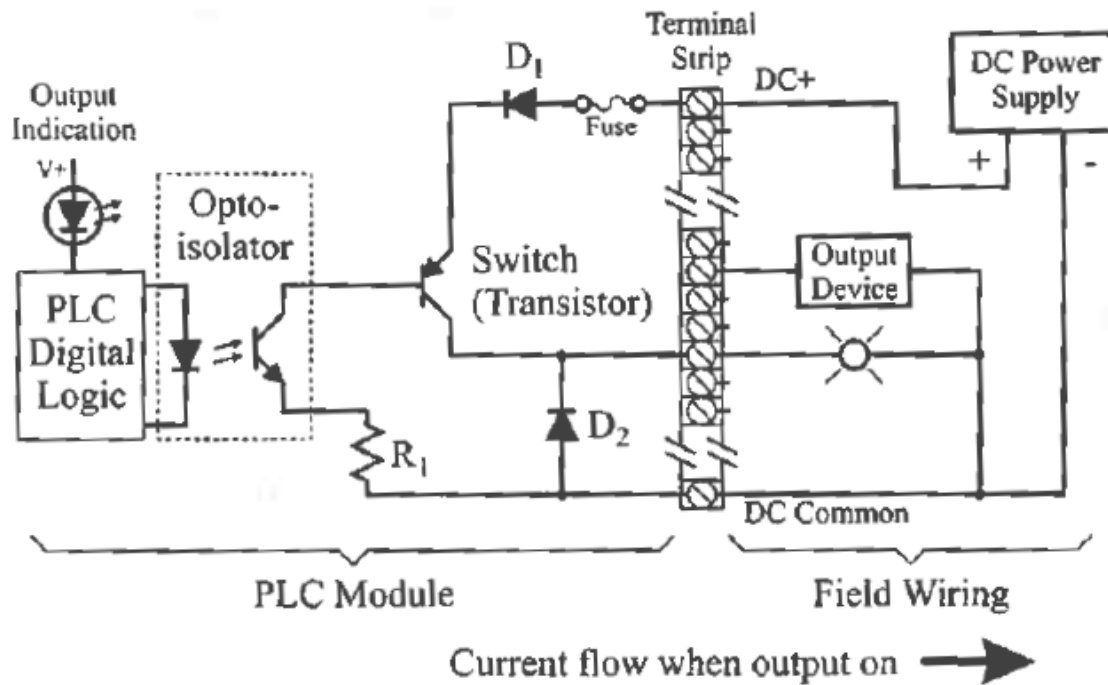 Terminal
Strip
D1
DC+
DC Power
Supply
+
-
Fuse
Output
Indication
V+
Opto-
isolator
Switch
(Transistor)
Output
Device
PLC
Digital
Logic
R1
D2
DC Common
PLC Module
Field Wiring
Current flow when output on